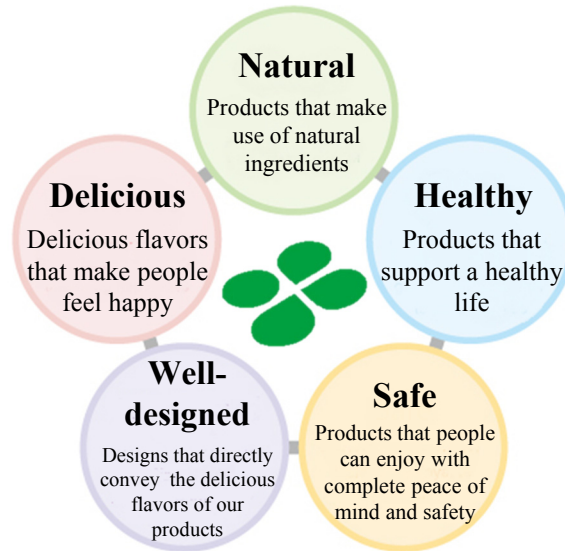 Natural
Products that make
use of natural
ingredients
Healthy
Products that
support a healthy
life
Safe
Products that people
can enjoy with
complete peace of
mind and safety
Well-
designed
Designs that directly
convey the delicious
flavors of our
products
Delicious
Delicious flavors
that make people
feel happy